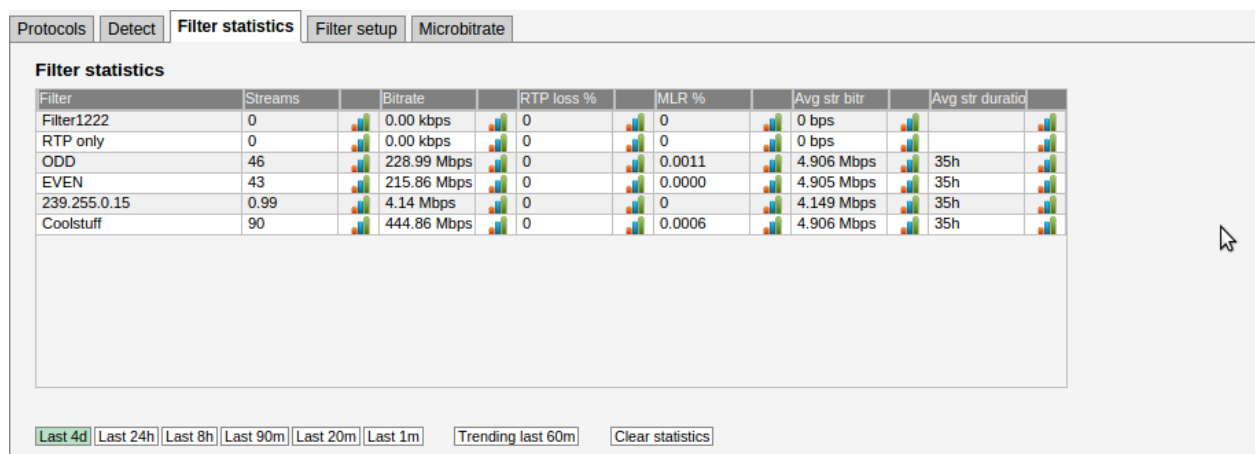 Protocols Detect Filter statistics Filter setup Microbitrate
Filter statistics
Filter Streams Bitrate RTP loss % MLR % Avg str bitr Avg str duratio
Filter1222 0 0.00 kbps 0 0 0 bps
RTP only 0 0.00 kbps 0 0 0 bps
ODD 46 228.99 Mbps 0 0.0011 4.906 Mbps 35h
EVEN 43 215.86 Mbps 0 0.0000 4.905 Mbps 35h
239.255.0.15 0.99 4.14 Mbps 0 0 4.149 Mbps 35h
Coolstuff 90 444.86 Mbps 0 0.0006 4.906 Mbps 35h
Last 4d Last 24h Last 8h Last 90m Last 20m Last 1m Trending last 60m Clear statistics